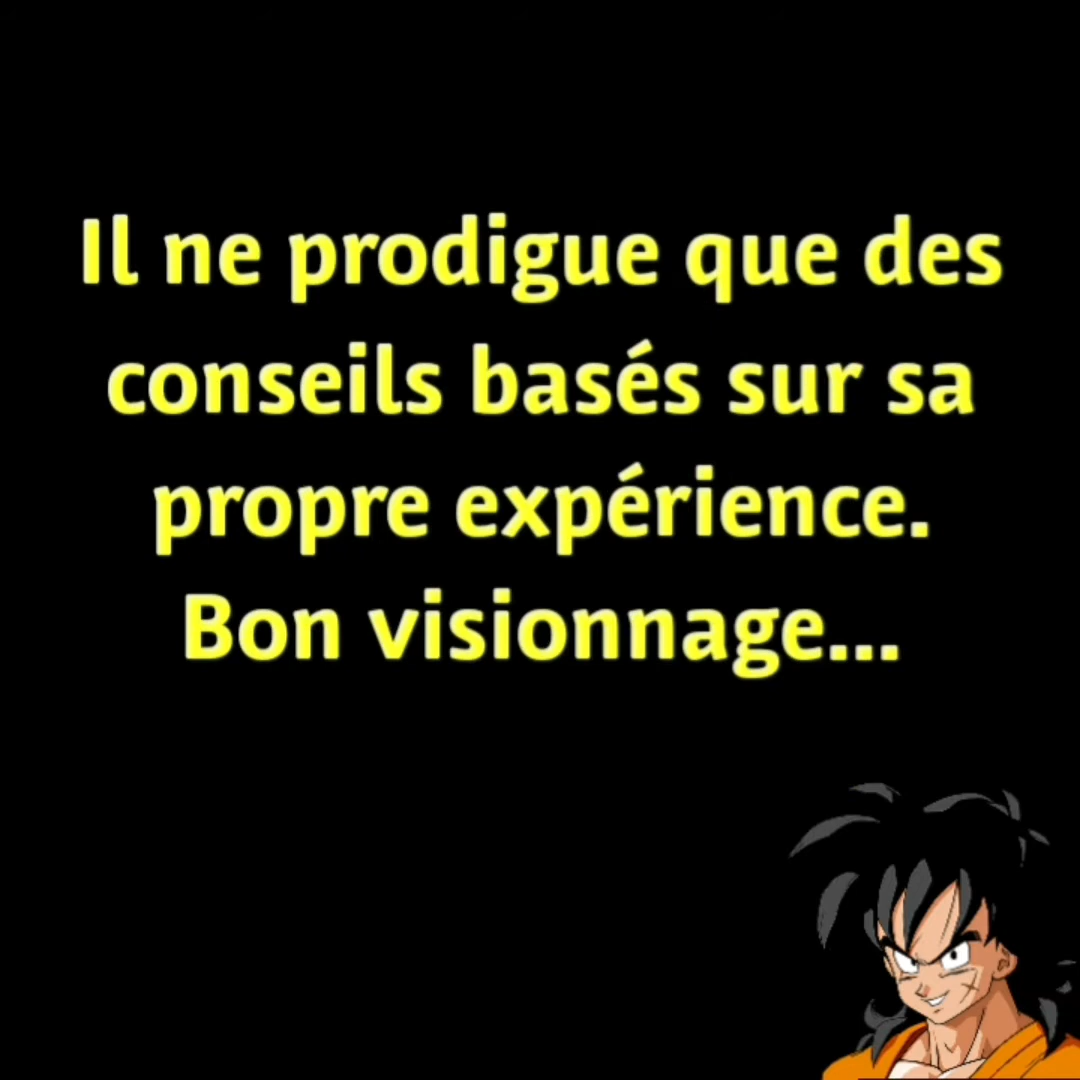 Il ne prodigue que des
conseils basés sur sa
propre expérience.
Bon visionnage...